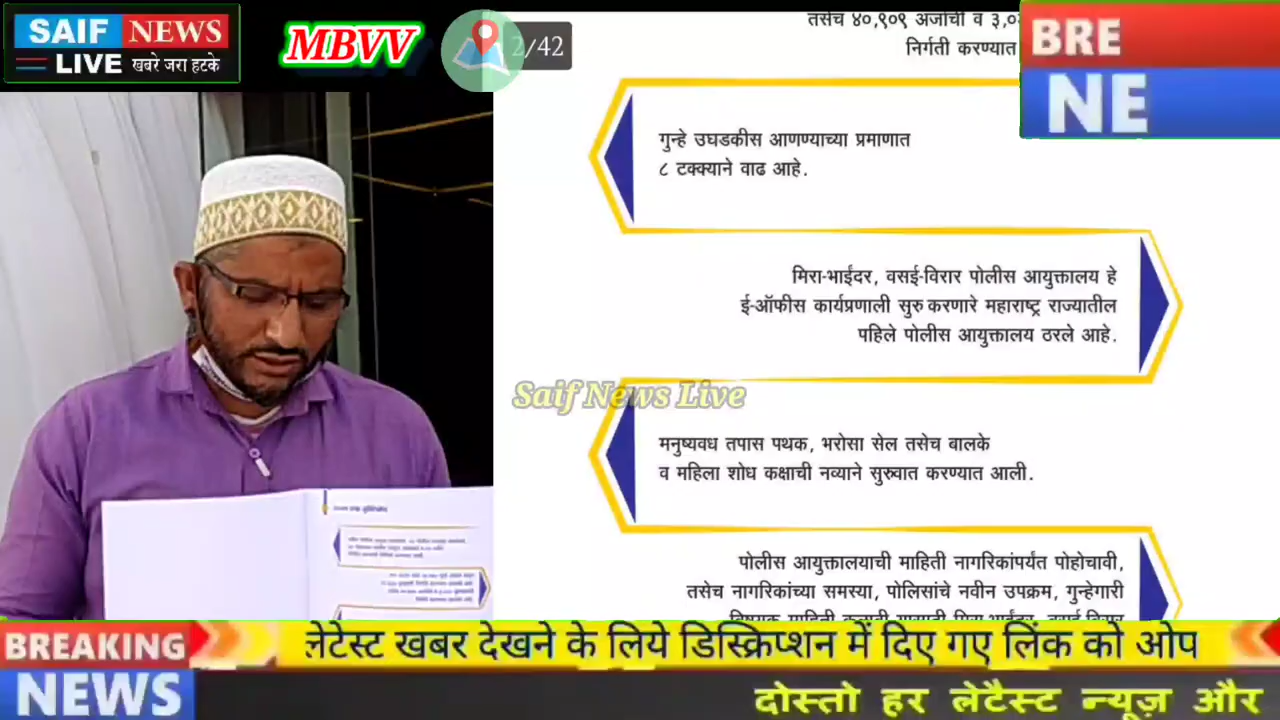 SAIF NEWS
LIVE खबरे जरा हटके
MBVV
2/42
BRE
NE
तसेच ४०,९०९ अर्जाची व
निर्गती करण्यात
गुन्हे उघडकीस आणण्याच्या प्रमाणात
८ टक्क्याने वाढ आहे.
मिरा-भाईंदर, वसई-विरार पोलीस आयुक्तालय हे
ई-ऑफीस कार्यप्रणाली सुरु करणारे महाराष्ट्र राज्यातील
पहिले पोलीस आयुक्तालय ठरले आहे.
Saif News Live
मनुष्यवध तपास पथक, भरोसा सेल तसेच बालके
व महिला शोध कक्षाची नव्याने सुरुवात करण्यात आली.
पोलीस आयुक्तालयाची माहिती नागरिकांपर्यंत पोहोचावी,
तसेच नागरिकांच्या समस्या, पोलिसांचे नवीन उपक्रम, गुन्हेगारी
BREAKING
NEWS
लेटेस्ट खबर देखने के लिये डिस्क्रिप्शन में दिए गए लिंक को ओप
दोस्तो हर लेटैस्ट न्यूज़ और